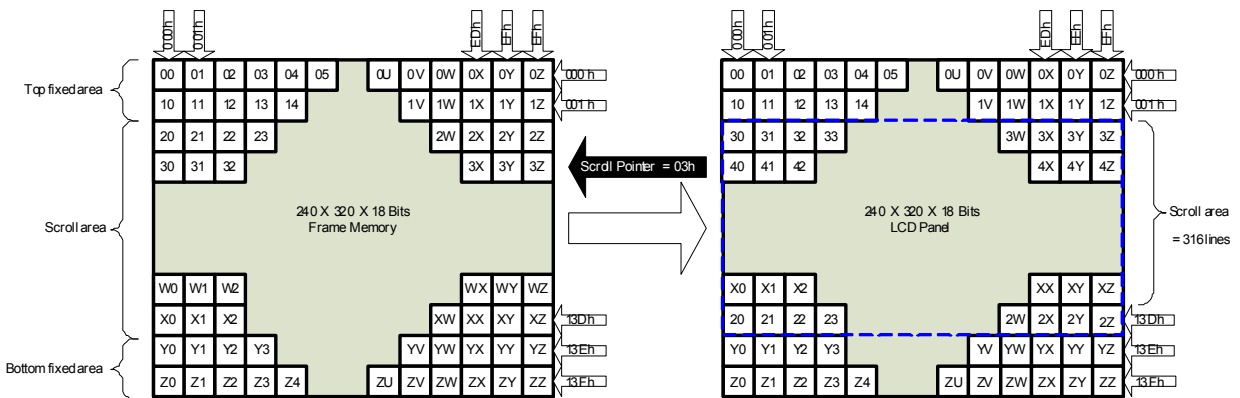 000h 001h EDh EFh EFh
Top fixed area
00 01 02 03 04 05 0U 0V 0W 0X 0Y 0Z 000h
10 11 12 13 14 1V 1W 1X 1Y 1Z 001h
20 21 22 23 2W 2X 2Y 2Z
30 31 32 3X 3Y 3Z
Scroll area
240 X 320 X 18 Bits
Frame Memory
W0 W1 W2 WX WY WZ
X0 X1 X2 XW XX XY XZ 13Dh
Bottom fixed area
Y0 Y1 Y2 Y3 YV YW YX YY YZ 13Eh
Z0 Z1 Z2 Z3 Z4 ZU ZV ZW ZX ZY ZZ 13Fh
Scroll Pointer = 03h
000h 001h EDh EEh EFh
00 01 02 03 04 05 0U 0V 0W 0X 0Y 0Z 000h
10 11 12 13 14 1V 1W 1X 1Y 1Z 001h
30 31 32 33 3W 3X 3Y 3Z
40 41 42 4X 4Y 4Z
240 X 320 X 18 Bits
LCD Panel
Scroll area
= 316 lines
X0 X1 X2 XX XY XZ
20 21 22 23 2W 2X 2Y 2Z 13Dh
Y0 Y1 Y2 Y3 YV YW YX YY YZ 13Eh
Z0 Z1 Z2 Z3 Z4 ZU ZV ZW ZX ZY ZZ 13Fh